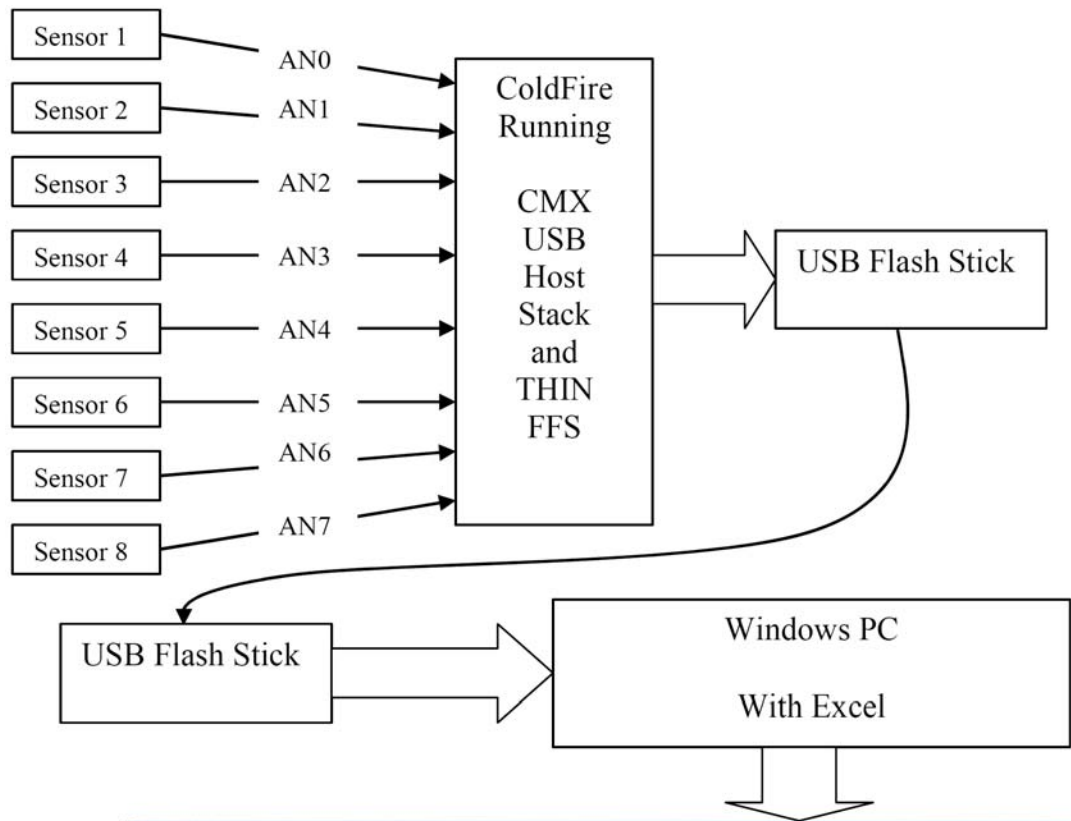 Sensor 1
AN0
Sensor 2
AN1
Sensor 3
AN2
Sensor 4
AN3
Sensor 5
AN4
Sensor 6
AN5
Sensor 7
AN6
Sensor 8
AN7
ColdFire
Running
CMX
USB
Host
Stack
and
THIN
FFS
USB Flash Stick
USB Flash Stick
Windows PC
With Excel